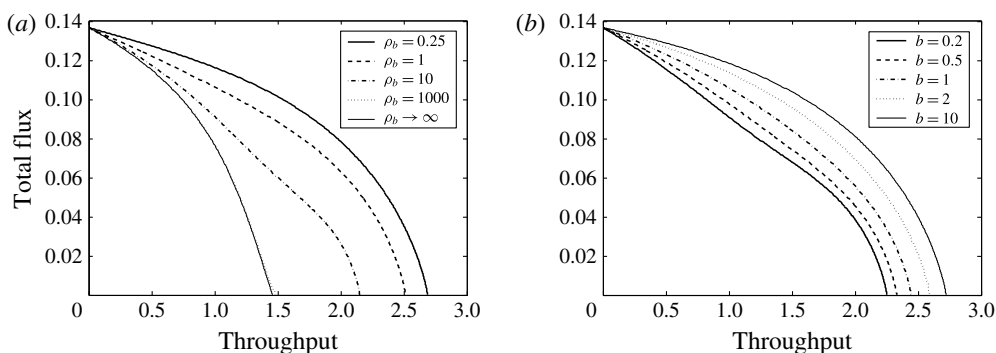 (a)
0.14
0.12
0.10
0.08
0.06
0.04
0.02
0
0.5
1.0
1.5
2.0
2.5
3.0
Total flux
Throughput
ρb = 0.25
ρb = 1
ρb = 10
ρb = 1000
ρb → ∞
(b)
0.14
0.12
0.10
0.08
0.06
0.04
0.02
0
0.5
1.0
1.5
2.0
2.5
3.0
Throughput
b = 0.2
b = 0.5
b = 1
b = 2
b = 10